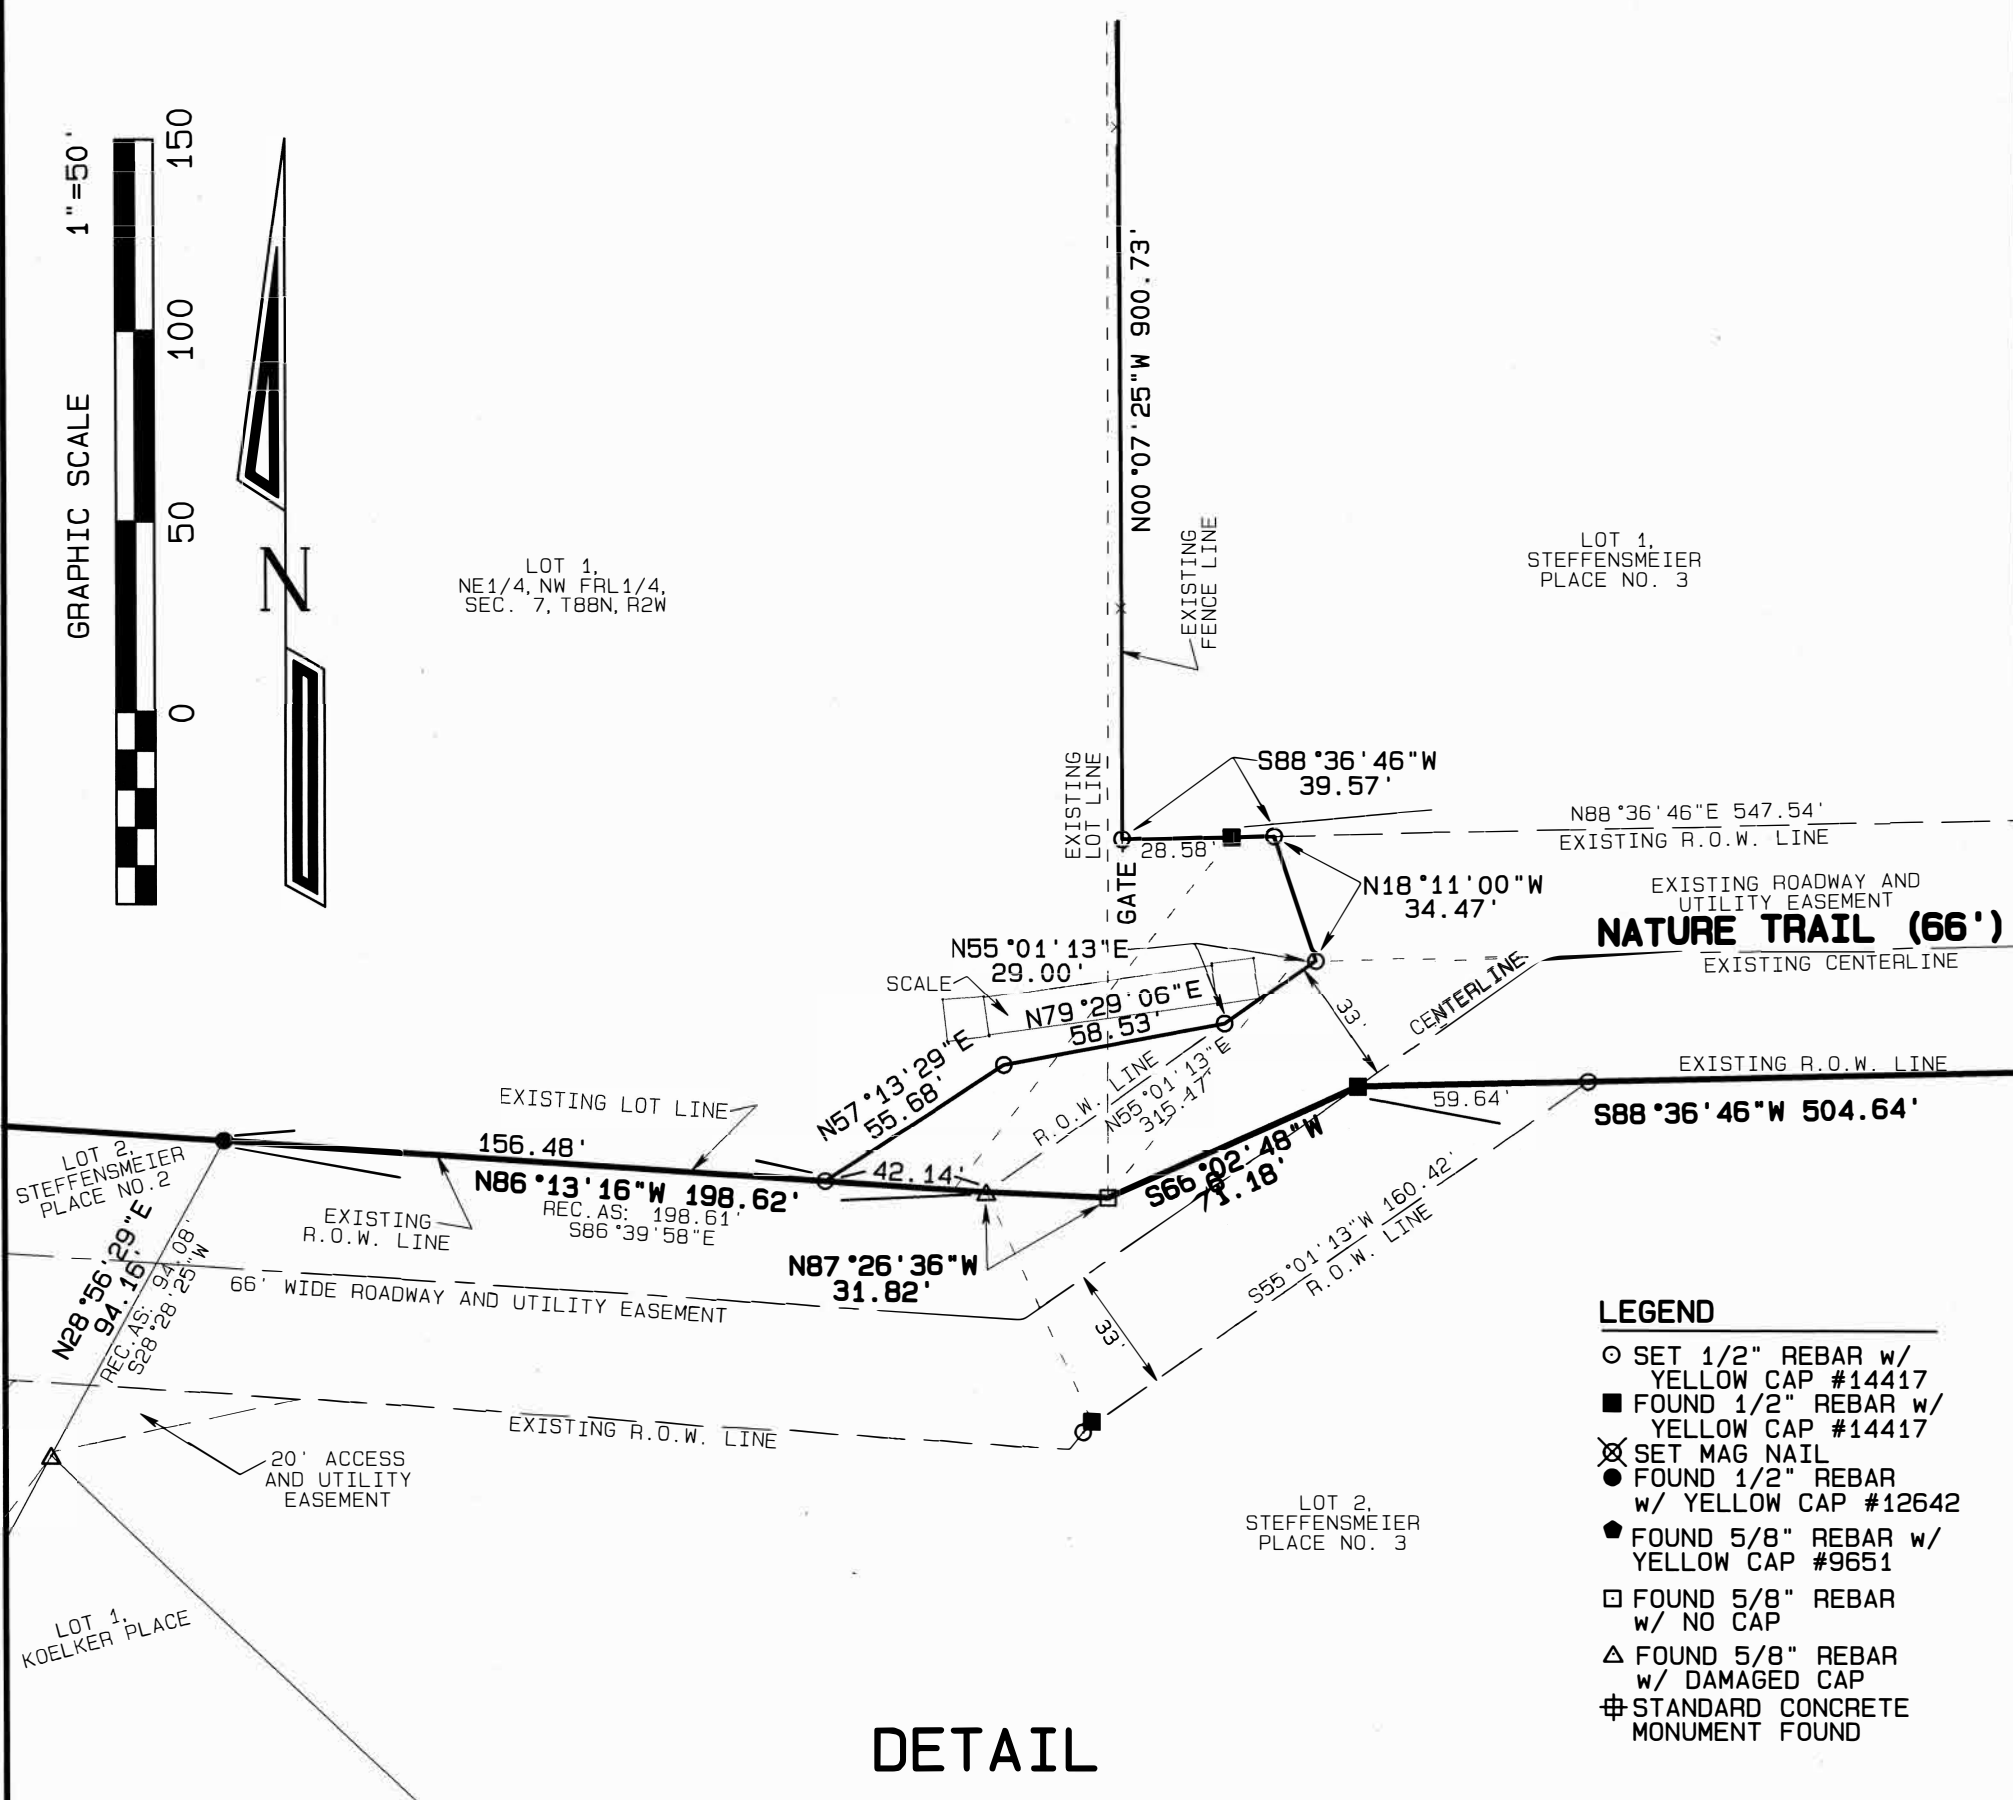 1"=50'
GRAPHIC SCALE
150
100
50
0
N
LOT 1,
NE1/4, NW FRL1/4,
SEC. 7, T88N, R2W
N00°07'25"W 900.73'
EXISTING
FENCE LINE
LOT 1,
STEFFENSMEIER
PLACE NO. 3
EXISTING
LOT LINE
S88°36'46"W
39.57'
28.58'
GATE
N88°36'46"E 547.54'
EXISTING R.O.W. LINE
N18°11'00"W
34.47'
EXISTING ROADWAY AND
UTILITY EASEMENT
NATURE TRAIL (66')
EXISTING CENTERLINE
CENTERLINE
N55°01'13"E
29.00'
SCALE
N79°29'06"E
58.53'
33'
N57°13'29"E
55.68'
R.O.W. LINE
N55°01'13"E
315.47'
EXISTING R.O.W. LINE
59.64'
S88°36'46"W 504.64'
EXISTING LOT LINE
156.48'
N86°13'16"W 198.62'
REC.AS: 198.61'
S86°39'58"E
42.14'
S66°02'48"W
71.18'
LOT 2,
STEFFENSMEIER
PLACE NO.2
EXISTING
R.O.W. LINE
N28°56'29"E
94.16'
REC.AS: 94.08'
S28°28'25"W
N87°26'36"W
31.82'
66' WIDE ROADWAY AND UTILITY EASEMENT
33'
S55°01'13"W 160.42'
R.O.W. LINE
EXISTING R.O.W. LINE
20' ACCESS
AND UTILITY
EASEMENT
LOT 2,
STEFFENSMEIER
PLACE NO. 3
LOT 1,
KOELKER PLACE
LEGEND
SET 1/2" REBAR w/
YELLOW CAP #14417
FOUND 1/2" REBAR w/
YELLOW CAP #14417
SET MAG NAIL
FOUND 1/2" REBAR
w/ YELLOW CAP #12642
FOUND 5/8" REBAR w/
YELLOW CAP #9651
FOUND 5/8" REBAR
w/ NO CAP
FOUND 5/8" REBAR
w/ DAMAGED CAP
STANDARD CONCRETE
MONUMENT FOUND
DETAIL